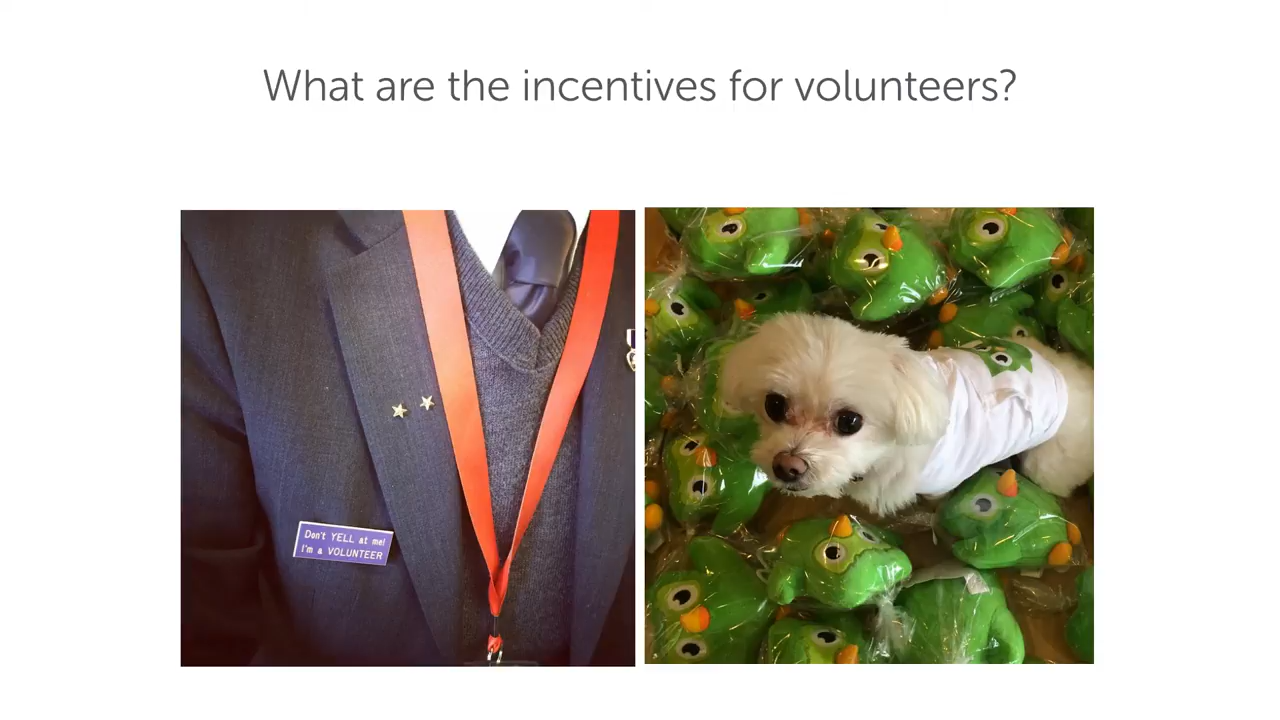 What are the incentives for volunteers?
Don't YELL at me!
I'm a VOLUNTEER